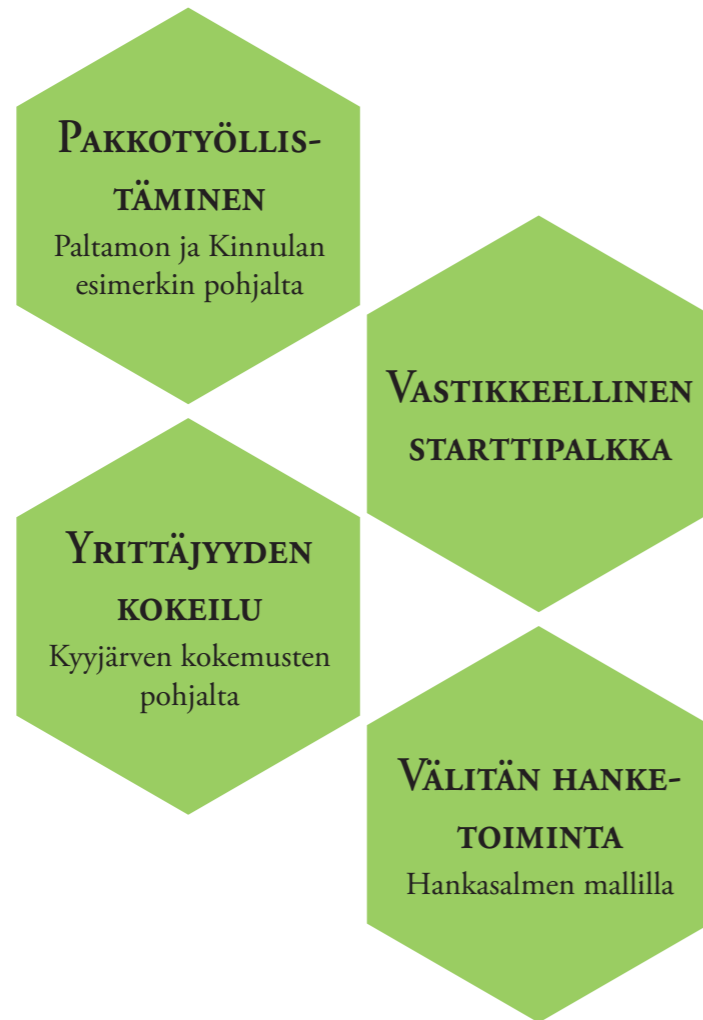 Pakkotyöllis-
täminen
Paltamon ja Kinnulan
esimerkin pohjalta
Vastikkeellinen
starttipalkka
Yrittäjyyden
kokeilu
Kyyjärven kokemusten
pohjalta
Välitän hanke-
toiminta
Hankasalmen mallilla